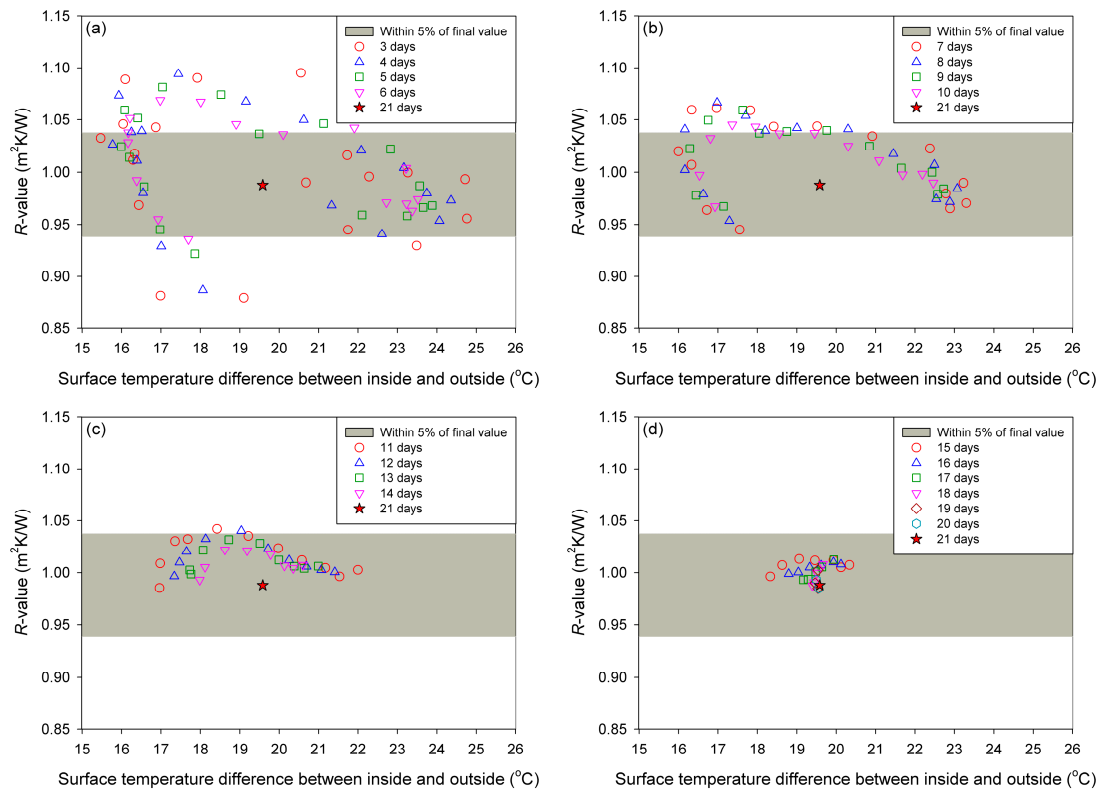 (a)
Within 5% of final value
3 days
4 days
5 days
6 days
21 days
1.15
1.10
1.05
1.00
0.95
0.90
0.85
R-value (m²K/W)
15 16 17 18 19 20 21 22 23 24 25 26
Surface temperature difference between inside and outside (°C)
(b)
Within 5% of final value
7 days
8 days
9 days
10 days
21 days
1.15
1.10
1.05
1.00
0.95
0.90
0.85
R-value (m²K/W)
15 16 17 18 19 20 21 22 23 24 25 26
Surface temperature difference between inside and outside (°C)
(c)
Within 5% of final value
11 days
12 days
13 days
14 days
21 days
1.15
1.10
1.05
1.00
0.95
0.90
0.85
R-value (m²K/W)
15 16 17 18 19 20 21 22 23 24 25 26
Surface temperature difference between inside and outside (°C)
(d)
Within 5% of final value
15 days
16 days
17 days
18 days
19 days
20 days
21 days
1.15
1.10
1.05
1.00
0.95
0.90
0.85
R-value (m²K/W)
15 16 17 18 19 20 21 22 23 24 25 26
Surface temperature difference between inside and outside (°C)